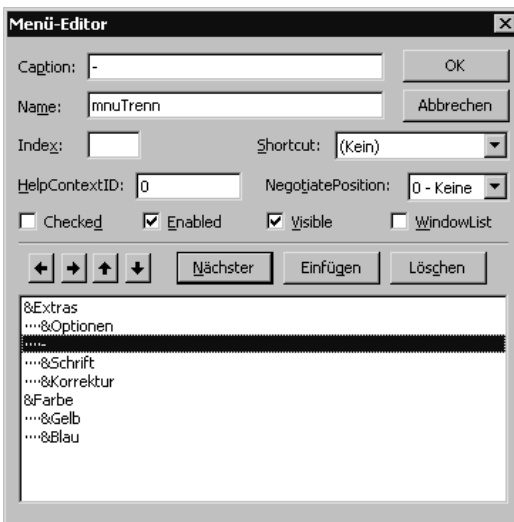 Menü-Editor
Caption: -
OK
Name: mnuTrenn
Abbrechen
Index:
Shortcut: (Kein)
HelpContextID: 0
NegotiatePosition: 0 - Keine
Checked
Enabled
Visible
WindowList
Nächster
Einfügen
Löschen
&Extras
····&Optionen
····-
····&Schrift
····&Korrektur
&Farbe
····&Gelb
····&Blau